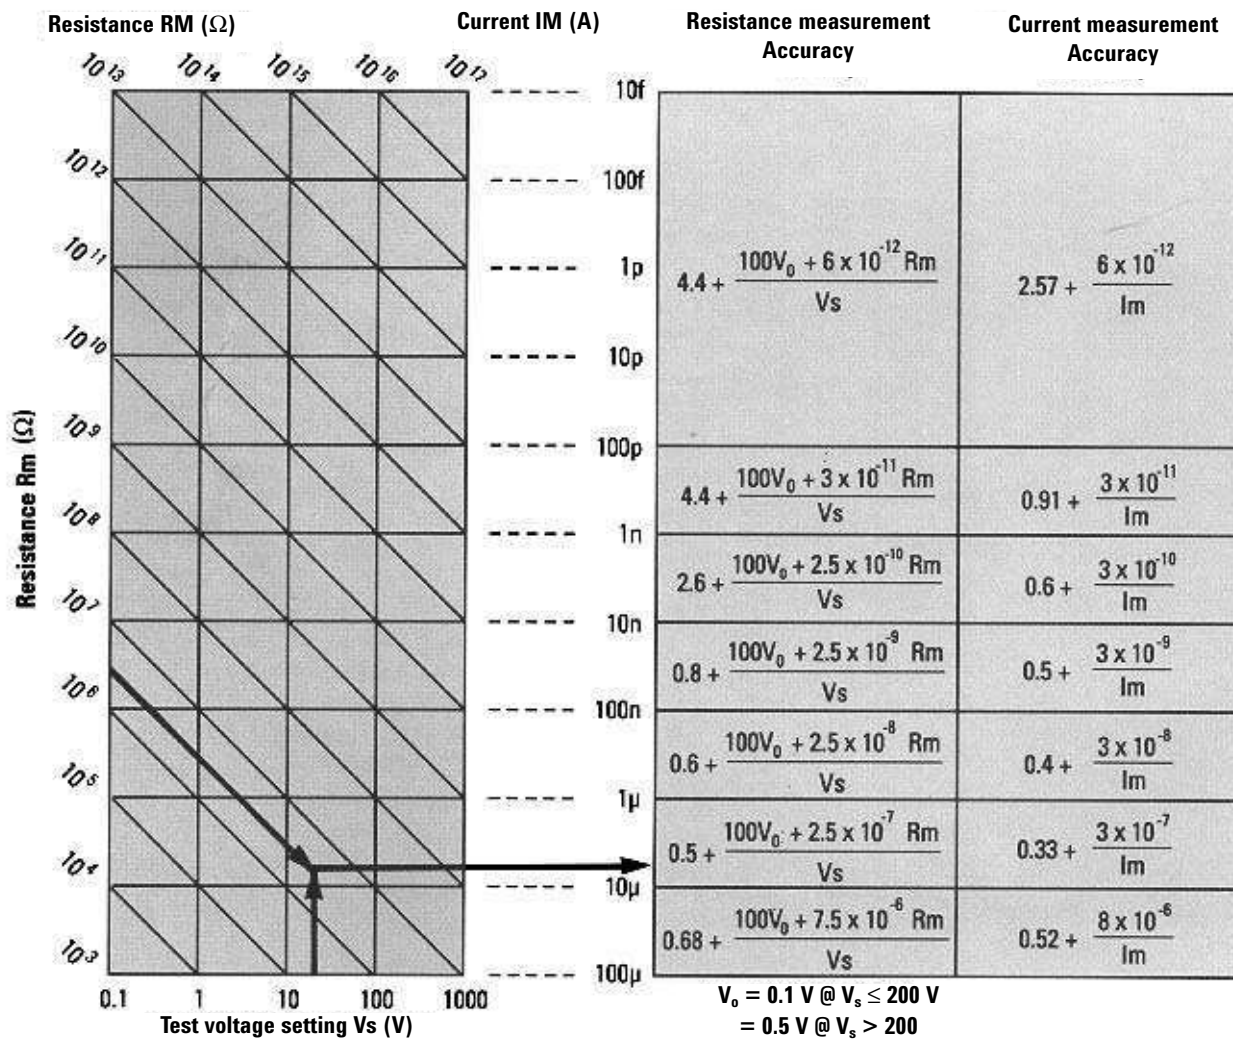 Resistance RM (Ω)
Current IM (A)
Resistance measurement
Accuracy
Current measurement
Accuracy
10¹³ 10¹⁴ 10¹⁵ 10¹⁶ 10¹⁷
10¹²
10¹¹
10¹⁰
10⁹
10⁸
10⁷
10⁶
10⁵
10⁴
10³
Resistance Rm (Ω)
10f
100f
1p
10p
100p
1n
10n
100n
1µ
10µ
100µ
4.4 + (100V₀ + 6 x 10⁻¹² Rm) / Vs
2.57 + (6 x 10⁻¹²) / Im
4.4 + (100V₀ + 3 x 10⁻¹¹ Rm) / Vs
0.91 + (3 x 10⁻¹¹) / Im
2.6 + (100V₀ + 2.5 x 10⁻¹⁰ Rm) / Vs
0.6 + (3 x 10⁻¹⁰) / Im
0.8 + (100V₀ + 2.5 x 10⁻⁹ Rm) / Vs
0.5 + (3 x 10⁻⁹) / Im
0.6 + (100V₀ + 2.5 x 10⁻⁸ Rm) / Vs
0.4 + (3 x 10⁻⁸) / Im
0.5 + (100V₀ + 2.5 x 10⁻⁷ Rm) / Vs
0.33 + (3 x 10⁻⁷) / Im
0.68 + (100V₀ + 7.5 x 10⁻⁶ Rm) / Vs
0.52 + (8 x 10⁻⁶) / Im
0.1 1 10 100 1000
Test voltage setting Vs (V)
Vₒ = 0.1 V @ Vₛ ≤ 200 V
= 0.5 V @ Vₛ > 200